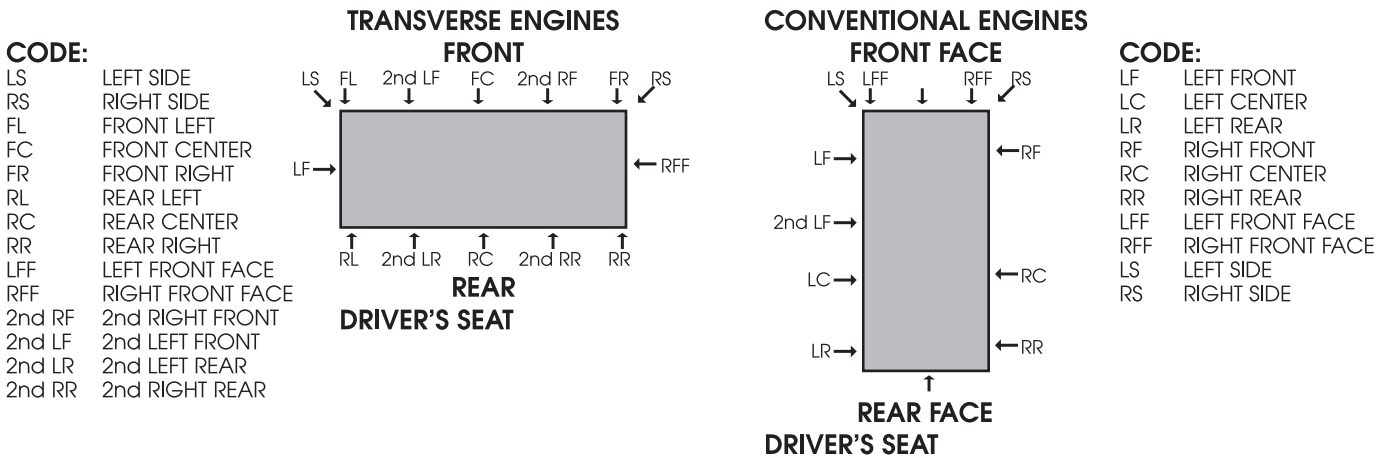 TRANSVERSE ENGINES
FRONT
CODE:
LS LEFT SIDE
RS RIGHT SIDE
FL FRONT LEFT
FC FRONT CENTER
FR FRONT RIGHT
RL REAR LEFT
RC REAR CENTER
RR REAR RIGHT
LFF LEFT FRONT FACE
RFF RIGHT FRONT FACE
2nd RF 2nd RIGHT FRONT
2nd LF 2nd LEFT FRONT
2nd LR 2nd LEFT REAR
2nd RR 2nd RIGHT REAR
LS FL 2nd LF FC 2nd RF FR RS
LF RFF
RL 2nd LR RC 2nd RR RR
REAR
DRIVER'S SEAT
CONVENTIONAL ENGINES
FRONT FACE
LS LFF RFF RS
LF RF
2nd LF
LC RC
LR RR
REAR FACE
DRIVER'S SEAT
CODE:
LF LEFT FRONT
LC LEFT CENTER
LR LEFT REAR
RF RIGHT FRONT
RC RIGHT CENTER
RR RIGHT REAR
LFF LEFT FRONT FACE
RFF RIGHT FRONT FACE
LS LEFT SIDE
RS RIGHT SIDE